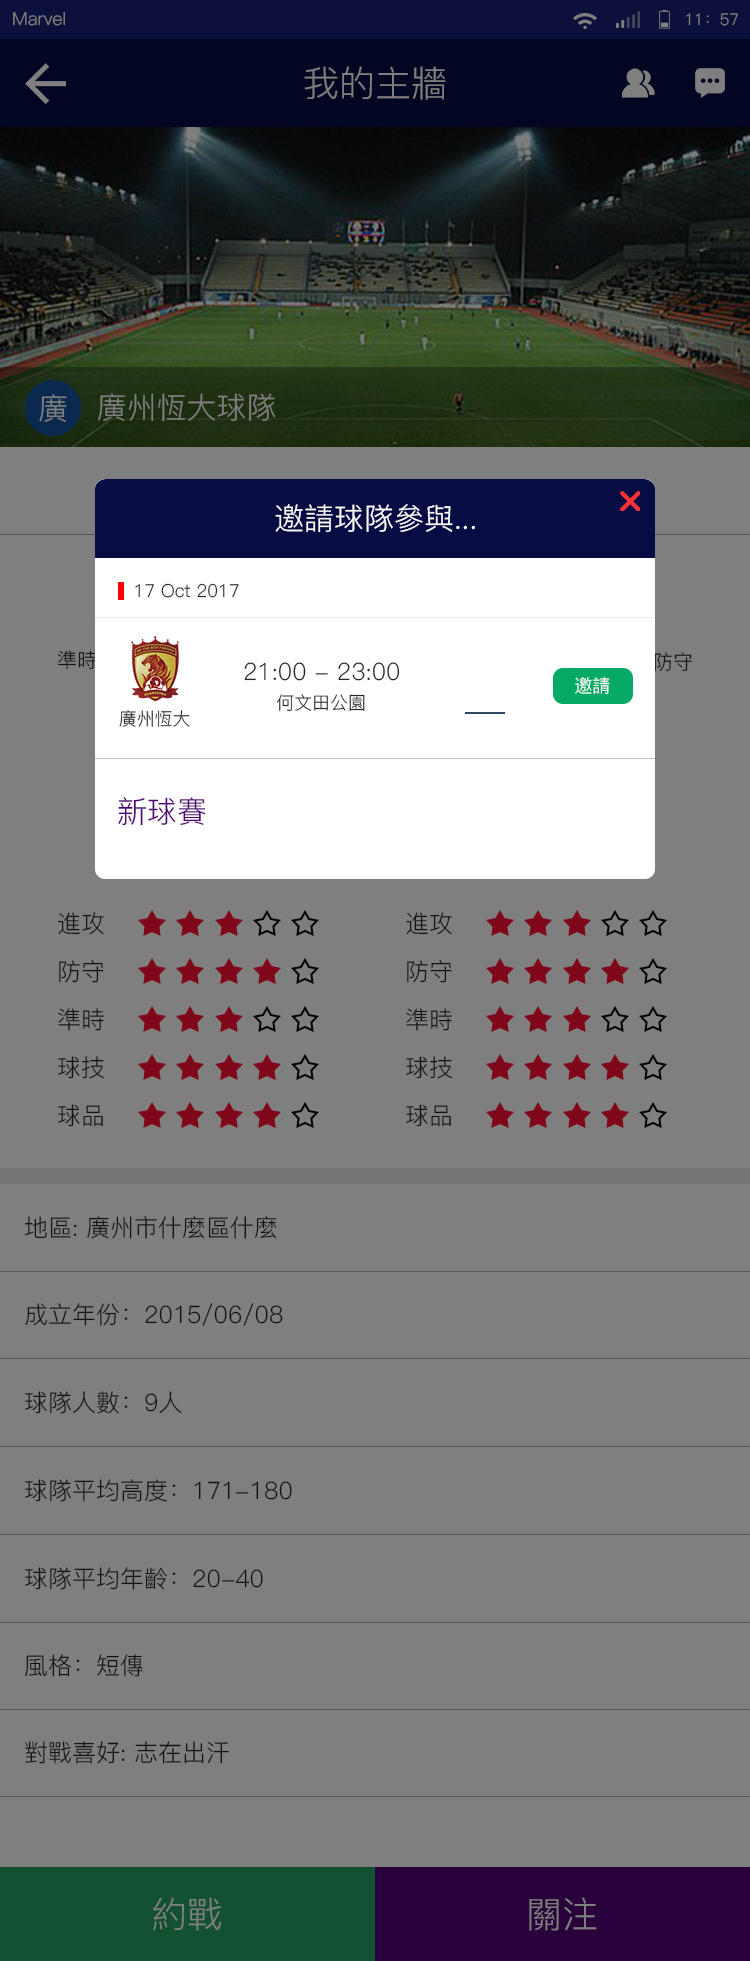 Marvel
11: 57
我的主牆
廣 廣州恆大球隊
邀請球隊參與...
17 Oct 2017
準時
21:00 - 23:00
何文田公園
廣州恆大
邀請
防守
新球賽
進攻 進攻
防守 防守
準時 準時
球技 球技
球品 球品
地區: 廣州市什麼區什麼
成立年份: 2015/06/08
球隊人數: 9人
球隊平均高度: 171-180
球隊平均年齡: 20-40
風格: 短傳
對戰喜好: 志在出汗
約戰 關注